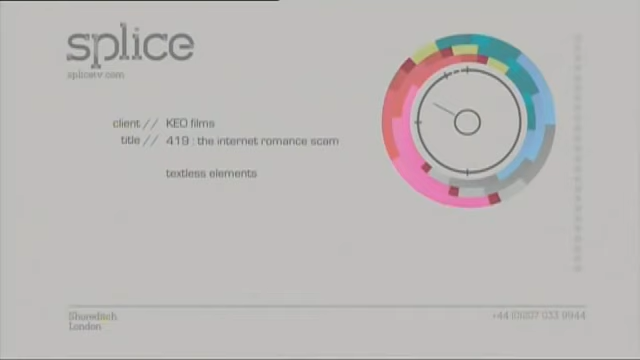 splice
splicetv.com
client // KEO films
title // 419 : the internet romance scam
textless elements
Shoreditch
London
+44 (0)207 033 9944